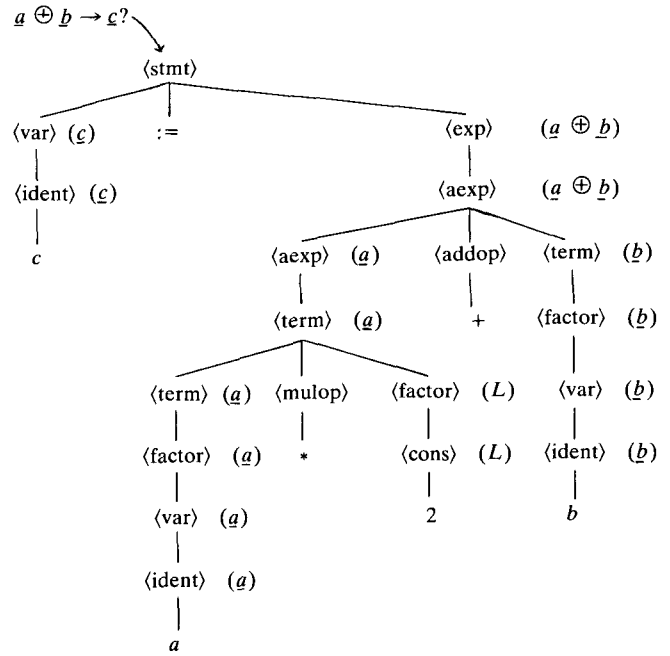 a̲ ⊕ b̲ → c̲?
⟨stmt⟩
⟨var⟩ (c̲) := ⟨exp⟩ (a̲ ⊕ b̲)
⟨ident⟩ (c̲) ⟨aexp⟩ (a̲ ⊕ b̲)
c ⟨aexp⟩ (a̲) ⟨addop⟩ ⟨term⟩ (b̲)
⟨term⟩ (a̲) + ⟨factor⟩ (b̲)
⟨term⟩ (a̲) ⟨mulop⟩ ⟨factor⟩ (L) ⟨var⟩ (b̲)
⟨factor⟩ (a̲) * ⟨cons⟩ (L) ⟨ident⟩ (b̲)
⟨var⟩ (a̲) 2 b
⟨ident⟩ (a̲)
a